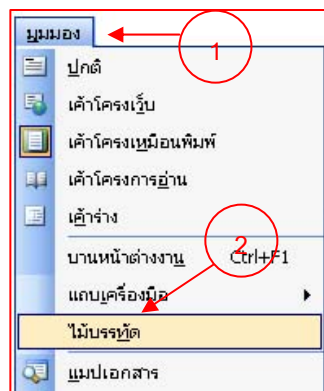 มุมมอง
1
ปกติ
เค้าโครงเว็บ
เค้าโครงเหมือนพิมพ์
เค้าโครงการอ่าน
เค้าร่าง
2
บานหน้าต่างงาน Ctrl+F1
แถบเครื่องมือ
ไม้บรรทัด
แมปเอกสาร